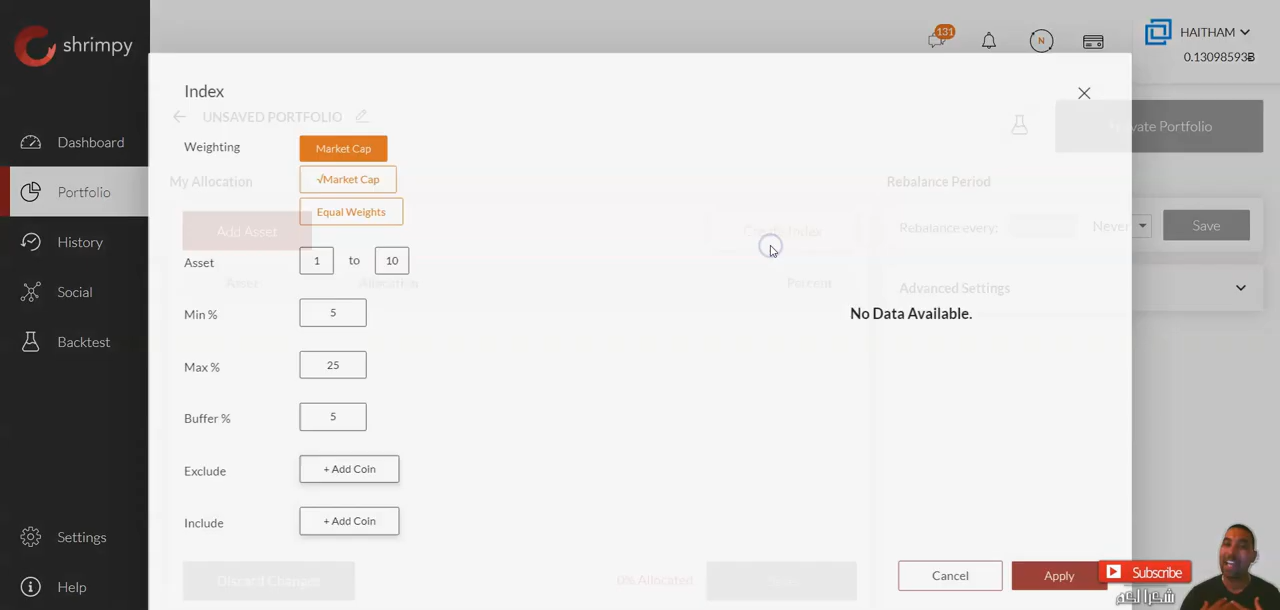 shrimpy
131
N
HAITHAM
0.13098593Ƀ
Dashboard
Portfolio
History
Social
Backtest
Settings
Help
Index
UNSAVED PORTFOLIO
Weighting
Market Cap
√Market Cap
Equal Weights
Asset
1 to 10
Min %
5
Max %
25
Buffer %
5
Exclude
+ Add Coin
Include
+ Add Coin
No Data Available.
Cancel
Apply
My Allocation
Add Asset
Asset
Allocation
Percent
Discard Changes
0% Allocated
Rebalance Period
Rebalance every:
Never
Save
Advanced Settings
Subscribe
شكرا لكم